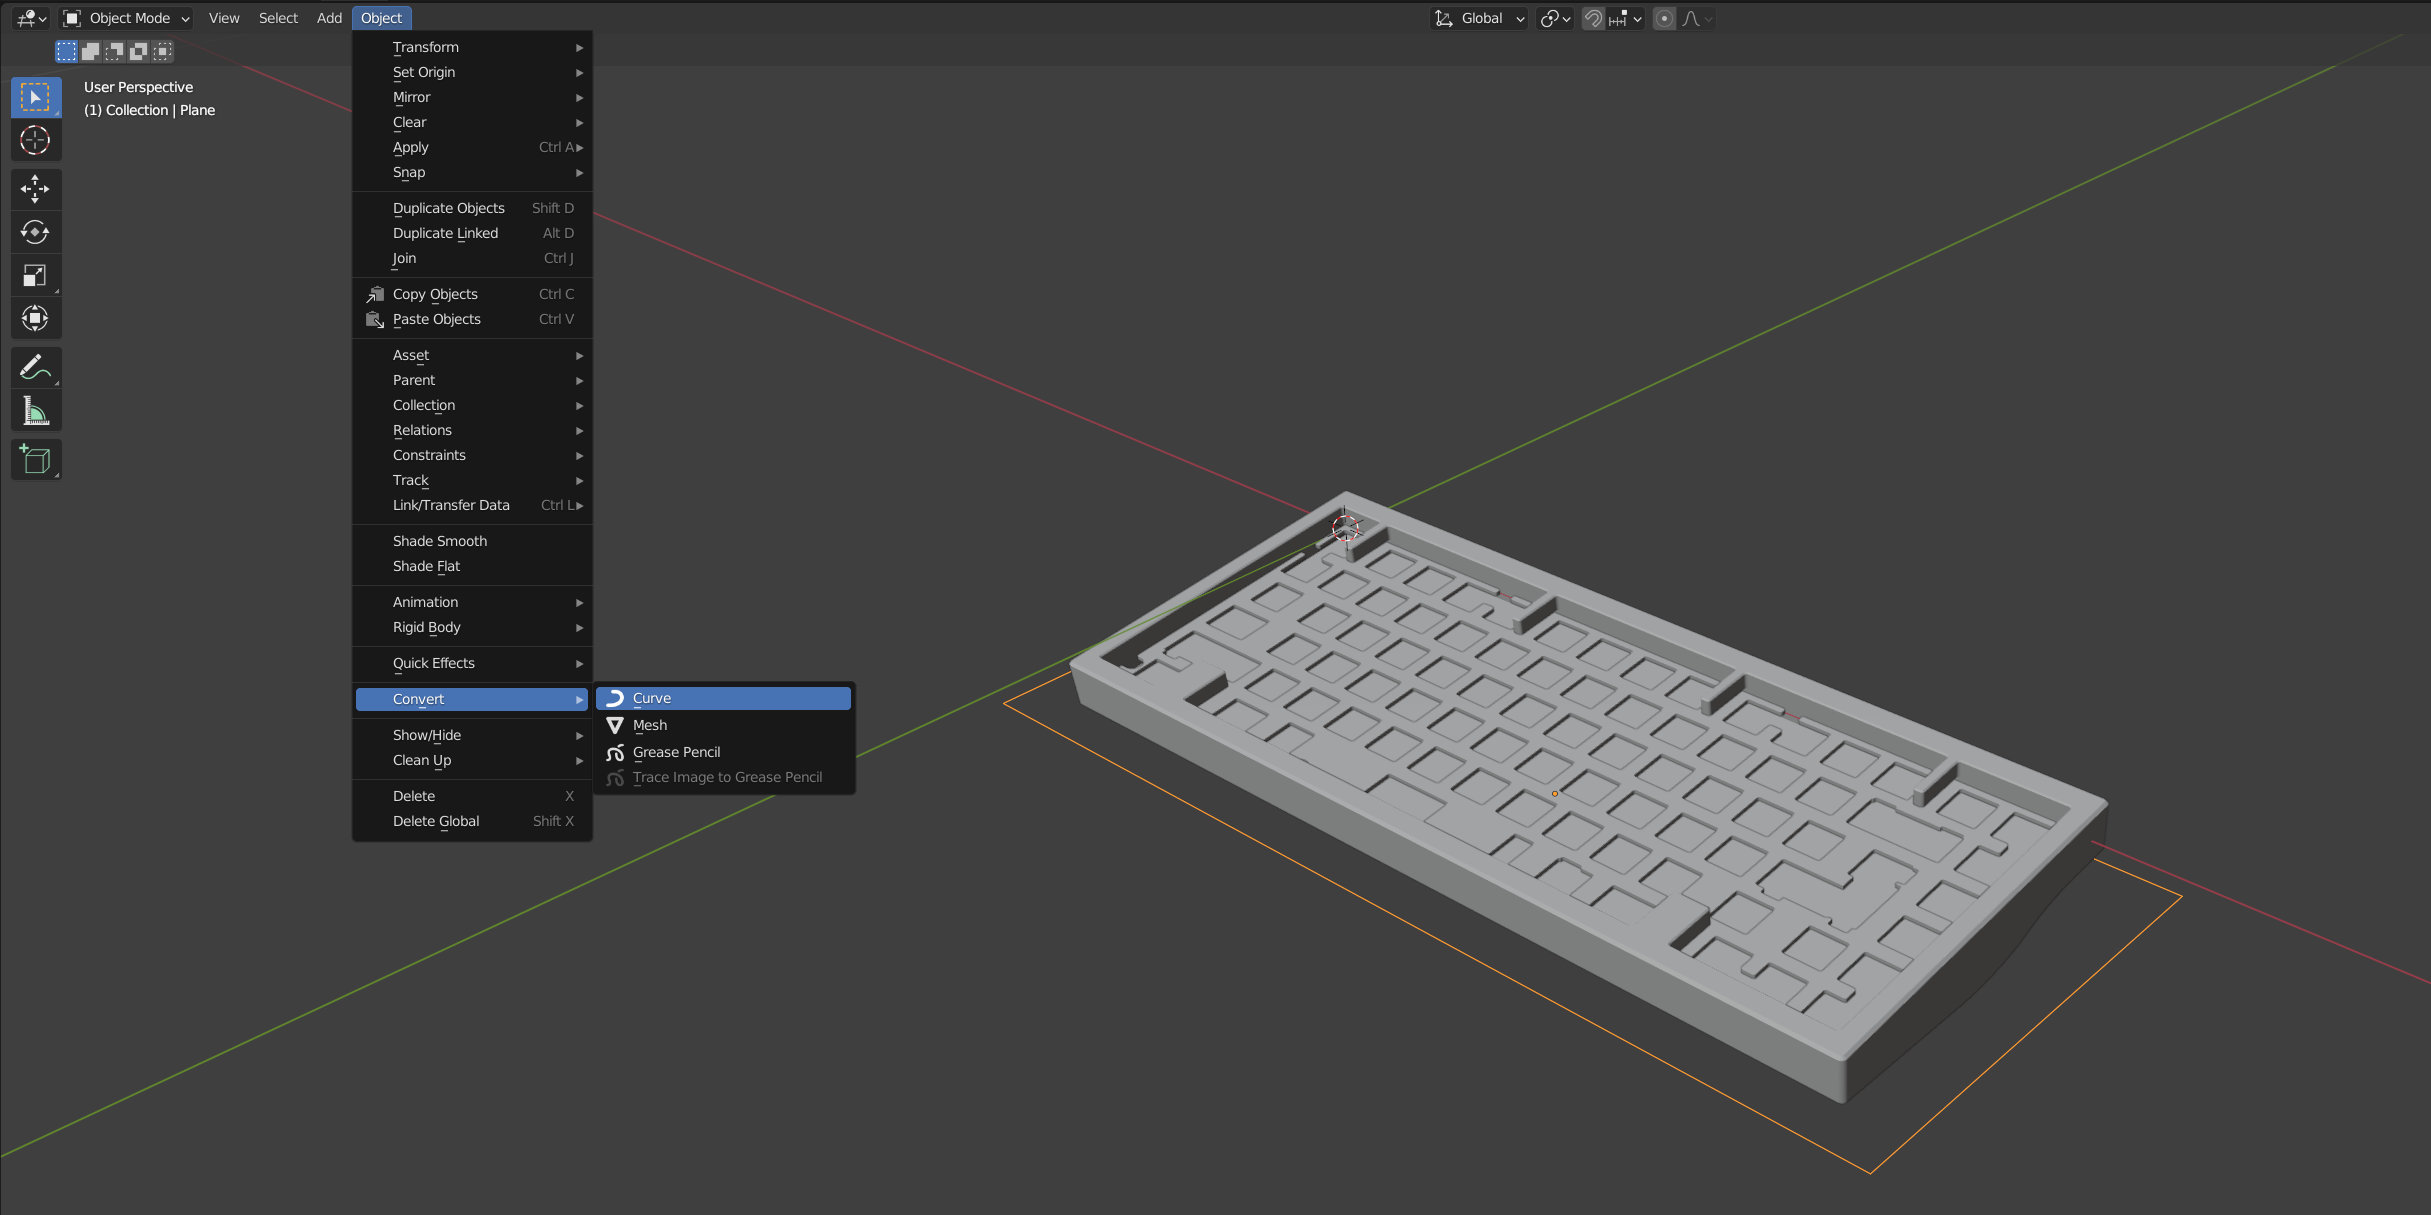 Object Mode View Select Add Object Global
User Perspective
(1) Collection | Plane
Transform
Set Origin
Mirror
Clear
Apply Ctrl A
Snap
Duplicate Objects Shift D
Duplicate Linked Alt D
Join Ctrl J
Copy Objects Ctrl C
Paste Objects Ctrl V
Asset
Parent
Collection
Relations
Constraints
Track
Link/Transfer Data Ctrl L
Shade Smooth
Shade Flat
Animation
Rigid Body
Quick Effects
Convert
Show/Hide
Clean Up
Delete X
Delete Global Shift X
Curve
Mesh
Grease Pencil
Trace Image to Grease Pencil